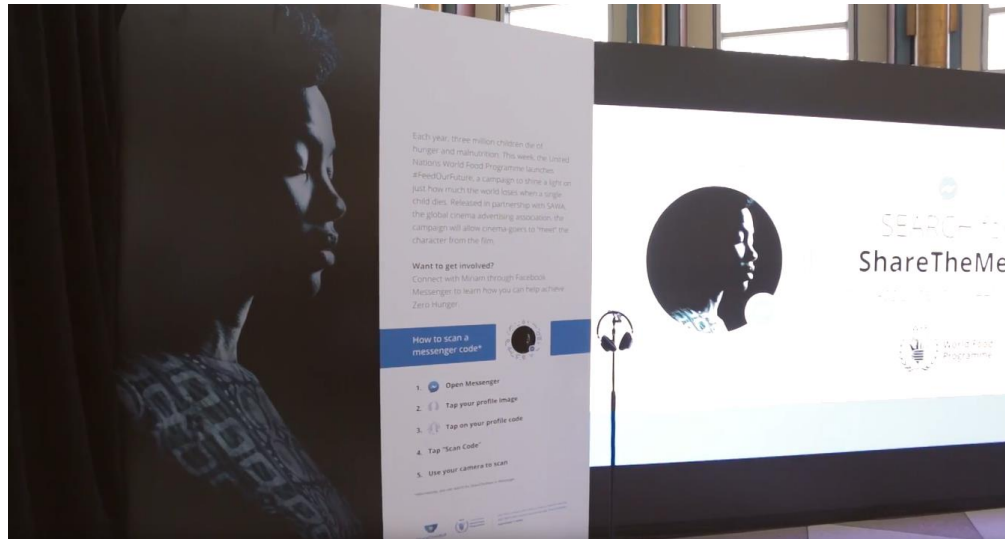 Each year, three million children die of
hunger and malnutrition. This week, the United
Nations World Food Programme launches
#FeedOurFuture, a campaign to shine a light on
just how much the world loses when a single
child dies. Released in partnership with SAWA,
the global cinema advertising association, the
campaign will allow cinema goers to "meet" the
character from the film.
Want to get involved?
Connect with Miriam through Facebook
Messenger to learn how you can help achieve
Zero Hunger.
How to scan a
messenger code*
1. Open Messenger
2. Tap your profile image
3. Tap on your profile code
4. Tap "Scan Code"
5. Use your camera to scan
SEARCH
ShareTheMe
World Food
Programme